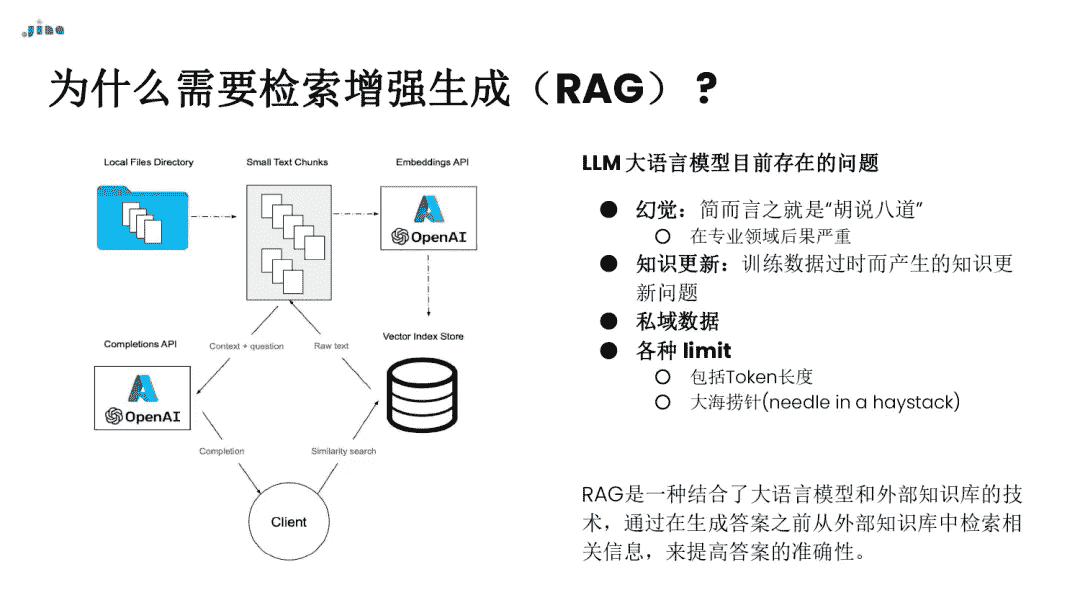 .jina
为什么需要检索增强生成（RAG）？
Local Files Directory
Small Text Chunks
Embeddings API
OpenAI
Completions API
Context + question
Raw text
Vector Index Store
OpenAI
Completion
Similarity search
Client
LLM 大语言模型目前存在的问题
● 幻觉：简而言之就是“胡说八道”
○ 在专业领域后果严重
● 知识更新：训练数据过时而产生的知识更
新问题
● 私域数据
● 各种 limit
○ 包括Token长度
○ 大海捞针(needle in a haystack)
RAG是一种结合了大语言模型和外部知识库的技
术，通过在生成答案之前从外部知识库中检索相
关信息，来提高答案的准确性。